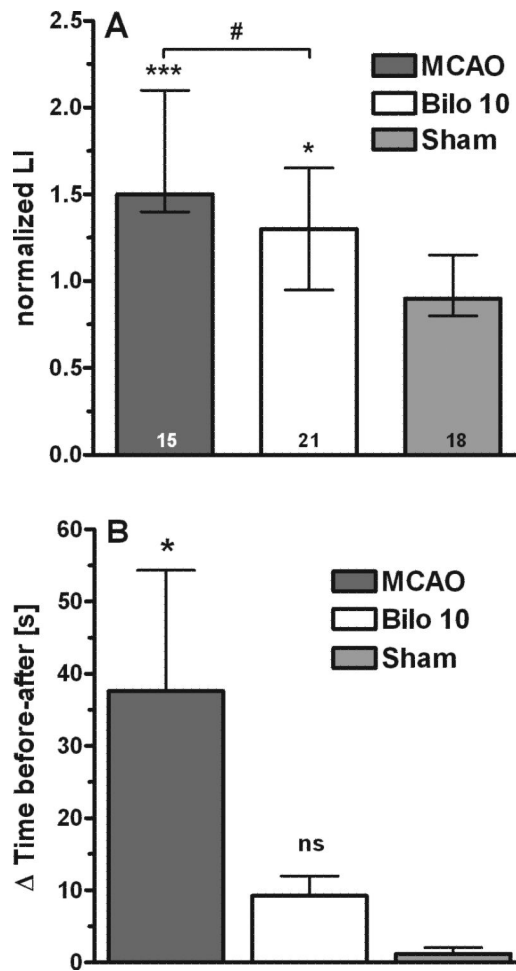 A
#
***
*
MCAO
Bilo 10
Sham
normalized LI
2.5
2.0
1.5
1.0
0.5
0.0
15
21
18
B
*
ns
MCAO
Bilo 10
Sham
Δ Time before-after [s]
60
50
40
30
20
10
0